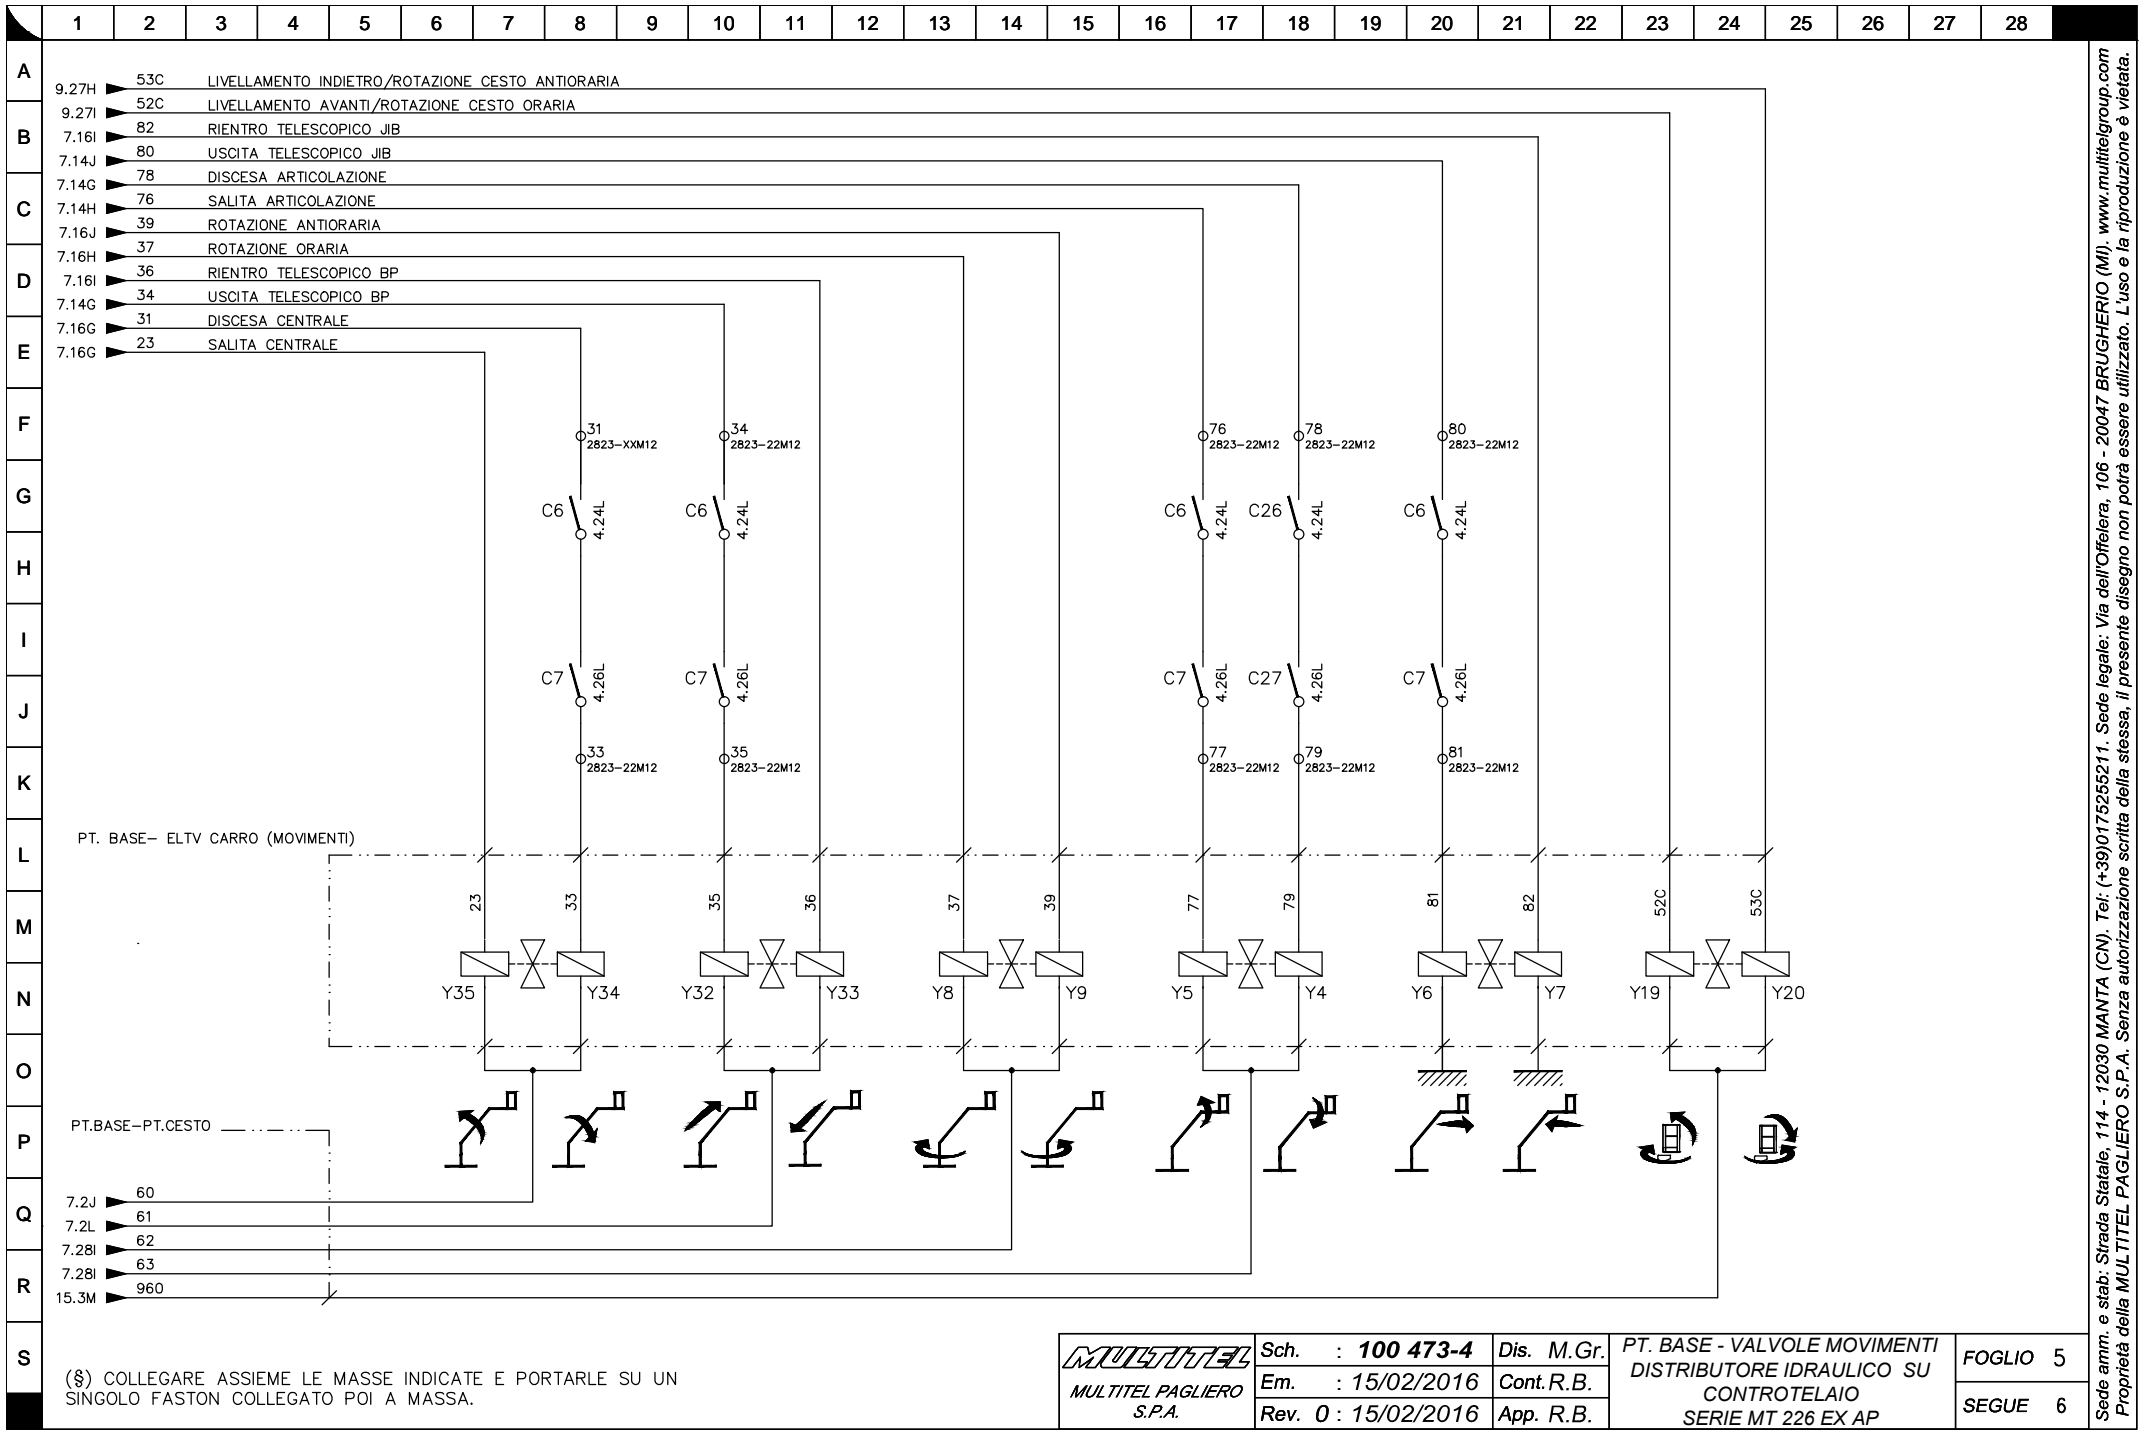 1 2 3 4 5 6 7 8 9 10 11 12 13 14 15 16 17 18 19 20 21 22 23 24 25 26 27 28
A
B
C
D
E
F
G
H
I
J
K
L
M
N
O
P
Q
R
S
9.27H 53C LIVELLAMENTO INDIETRO/ROTAZIONE CESTO ANTIORARIA
9.27I 52C LIVELLAMENTO AVANTI/ROTAZIONE CESTO ORARIA
7.16I 82 RIENTRO TELESCOPICO JIB
7.14J 80 USCITA TELESCOPICO JIB
7.14G 78 DISCESA ARTICOLAZIONE
7.14H 76 SALITA ARTICOLAZIONE
7.16J 39 ROTAZIONE ANTIORARIA
7.16H 37 ROTAZIONE ORARIA
7.16I 36 RIENTRO TELESCOPICO BP
7.14G 34 USCITA TELESCOPICO BP
7.16G 31 DISCESA CENTRALE
7.16G 23 SALITA CENTRALE
31 34 76 78 80
2823-XXM12 2823-22M12 2823-22M12 2823-22M12 2823-22M12
C6 4.24L C6 4.24L C6 4.24L C26 4.24L C6 4.24L
C7 4.26L C7 4.26L C7 4.26L C27 4.26L C7 4.26L
33 35 77 79 81
2823-22M12 2823-22M12 2823-22M12 2823-22M12 2823-22M12
PT. BASE- ELTV CARRO (MOVIMENTI)
23 33 35 36 37 39 77 79 81 82 52C 53C
Y35 Y34 Y32 Y33 Y8 Y9 Y5 Y4 Y6 Y7 Y19 Y20
PT.BASE-PT.CESTO
7.2J 60
7.2L 61
7.28I 62
7.28I 63
15.3M 960
(§) COLLEGARE ASSIEME LE MASSE INDICATE E PORTARLE SU UN
SINGOLO FASTON COLLEGATO POI A MASSA.
MULTITEL
MULTITEL PAGLIERO
S.P.A.
Sch. : 100 473-4 Dis. M.Gr.
Em. : 15/02/2016 Cont. R.B.
Rev. 0 : 15/02/2016 App. R.B.
PT. BASE - VALVOLE MOVIMENTI
DISTRIBUTORE IDRAULICO SU
CONTROTELAIO
SERIE MT 226 EX AP
FOGLIO 5
SEGUE 6
Sede amm. e stab: Strada Statale, 114 - 12030 MANTA (CN). Tel: (+39)0175255211. Sede legale: Via dell'Offelera, 106 - 20047 BRUGHERIO (MI). www.multitelgroup.com
Proprietà della MULTITEL PAGLIERO S.P.A. Senza autorizzazione scritta della stessa, il presente disegno non potrà essere utilizzato. L'uso e la riproduzione è vietata.